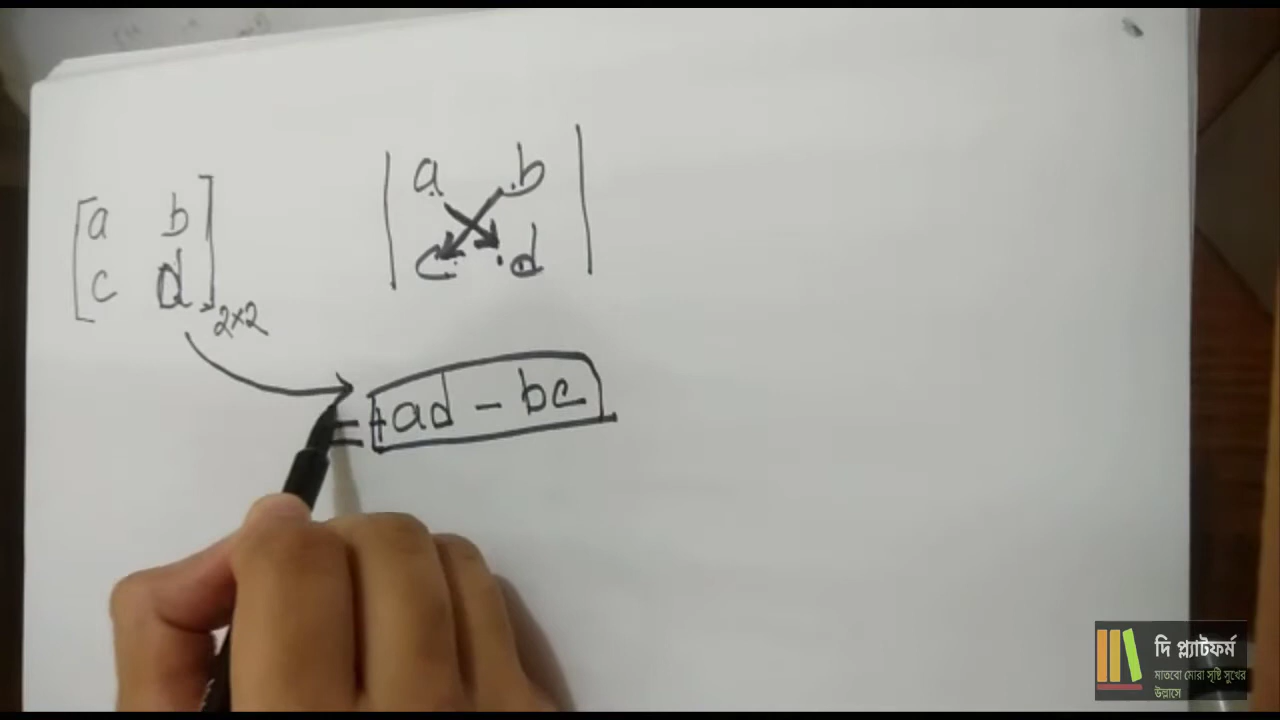 [a b
c d]2×2
|a b|
|c d|
= +ad - bc
দি প্ল্যাটফর্ম
মাতবো মোরা সৃষ্টি সুখের
উল্লাসে